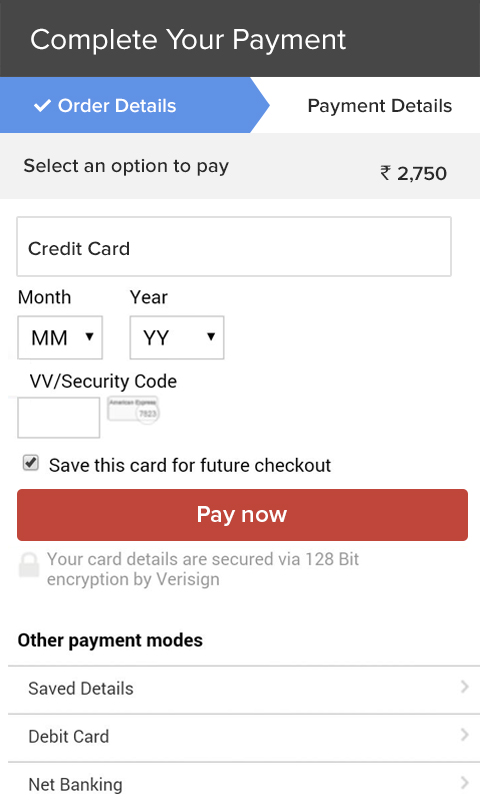 Complete Your Payment
Order Details
Payment Details
Select an option to pay
₹ 2,750
Credit Card
Month
Year
MM
YY
VV/Security Code
American Express
7823
Save this card for future checkout
Pay now
Your card details are secured via 128 Bit
encryption by Verisign
Other payment modes
Saved Details
Debit Card
Net Banking